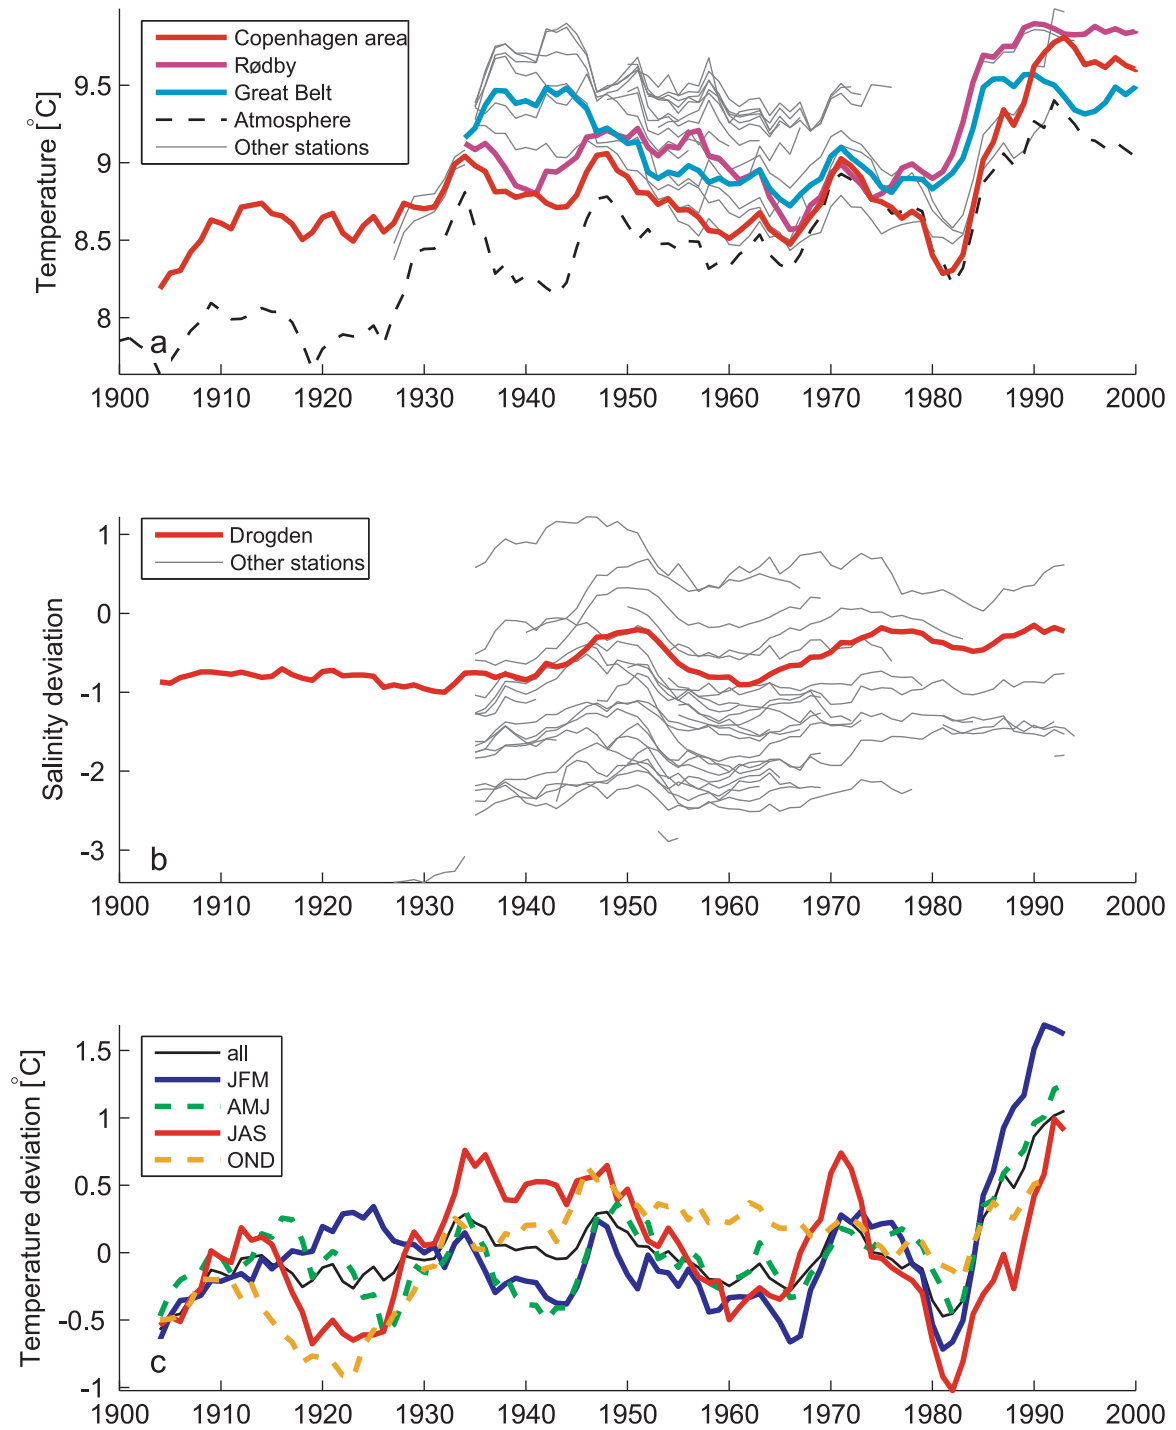 Copenhagen area
Rødby
Great Belt
Atmosphere
Other stations
Temperature [°C]
9.5
9
8.5
8
a
1900 1910 1920 1930 1940 1950 1960 1970 1980 1990 2000
Drogden
Other stations
Salinity deviation
1
0
-1
-2
-3
b
1900 1910 1920 1930 1940 1950 1960 1970 1980 1990 2000
all
JFM
AMJ
JAS
OND
Temperature deviation [°C]
1.5
1
0.5
0
-0.5
-1
c
1900 1910 1920 1930 1940 1950 1960 1970 1980 1990 2000